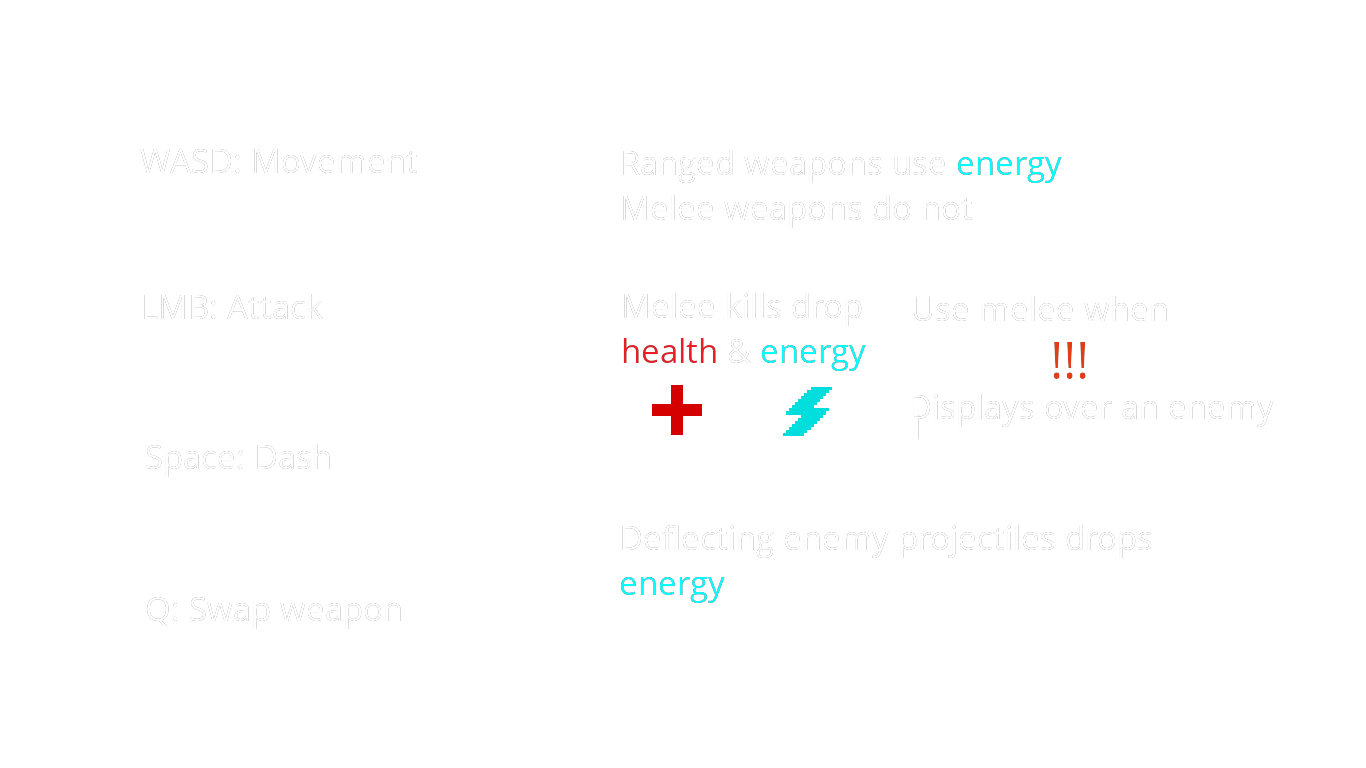 WASD: Movement
LMB: Attack
Space: Dash
Q: Swap weapon
Ranged weapons use energy
Melee weapons do not
Melee kills drop
health & energy
Use melee when
!!!
Displays over an enemy
Deflecting enemy projectiles drops
energy